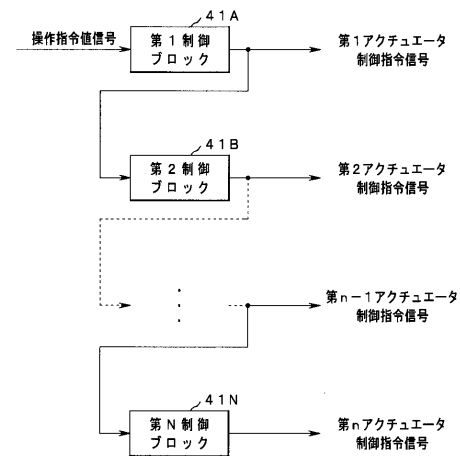 41A
操作指令値信号
第1制御
ブロック
第1アクチュエータ
制御指令信号
41B
第2制御
ブロック
第2アクチュエータ
制御指令信号
第n−1アクチュエータ
制御指令信号
41N
第N制御
ブロック
第nアクチュエータ
制御指令信号